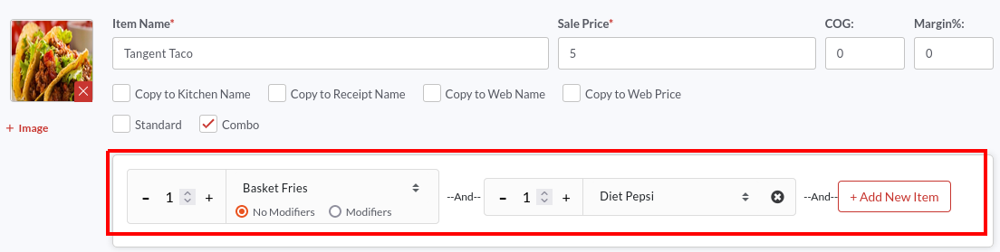 Item Name* Sale Price* COG: Margin%:
Tangent Taco 5 0 0
Copy to Kitchen Name Copy to Receipt Name Copy to Web Name Copy to Web Price
+ Image Standard Combo
- 1 + Basket Fries --And-- - 1 + Diet Pepsi --And-- + Add New Item
No Modifiers Modifiers